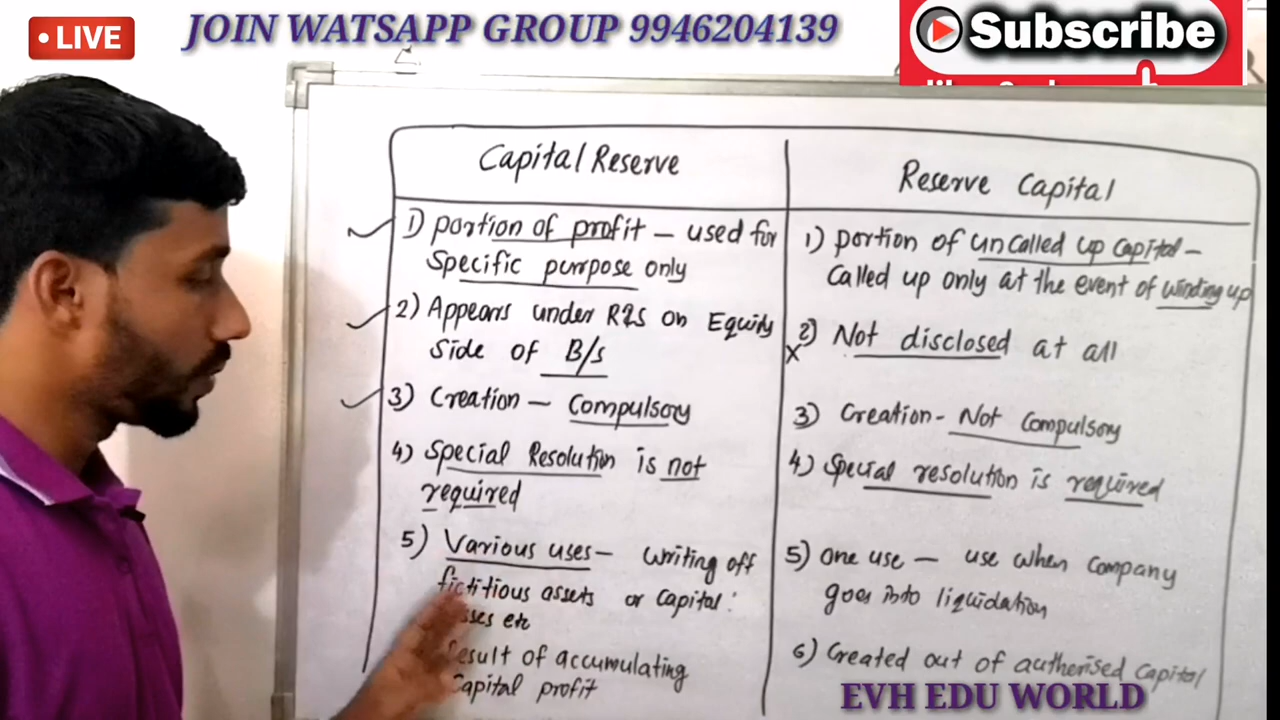 LIVE
JOIN WATSAPP GROUP 9946204139
Subscribe
Capital Reserve
1) portion of profit – used for
Specific purpose only
2) Appears under R&S on Equity
Side of B/s
3) Creation – Compulsory
4) Special Resolution is not
required
5) Various uses – writing off
fictitious assets or Capital
etc
Result of accumulating
Capital profit
Reserve Capital
1) portion of uncalled up capital –
Called up only at the event of winding up
2) Not disclosed at all
X
3) Creation - Not Compulsory
4) Special resolution is required
5) one use – use when company
goes into liquidation
6) Created out of authorised capital
EVH EDU WORLD